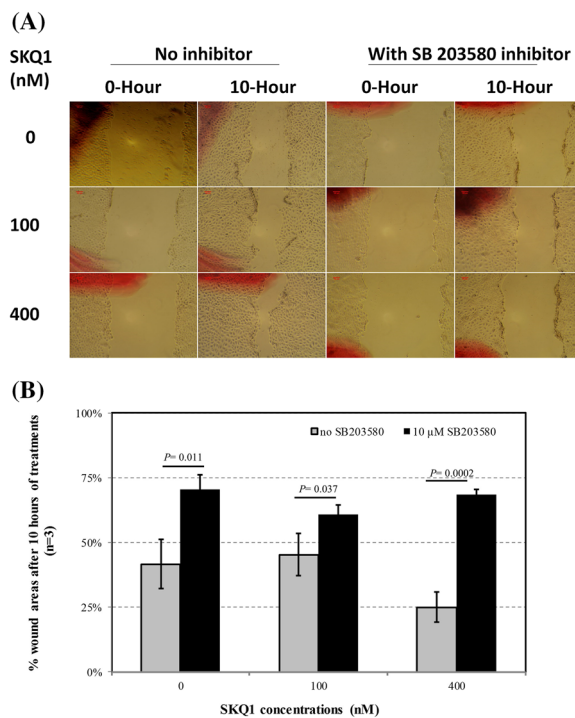 (A)
SKQ1 (nM)
No inhibitor
With SB 203580 inhibitor
0-Hour
10-Hour
0-Hour
10-Hour
0
100
400
(B)
% wound areas after 10 hours of treatments
(n=3)
100%
75%
50%
25%
0%
no SB203580
10 µM SB203580
P= 0.011
P= 0.037
P= 0.0002
0
100
400
SKQ1 concentrations (nM)